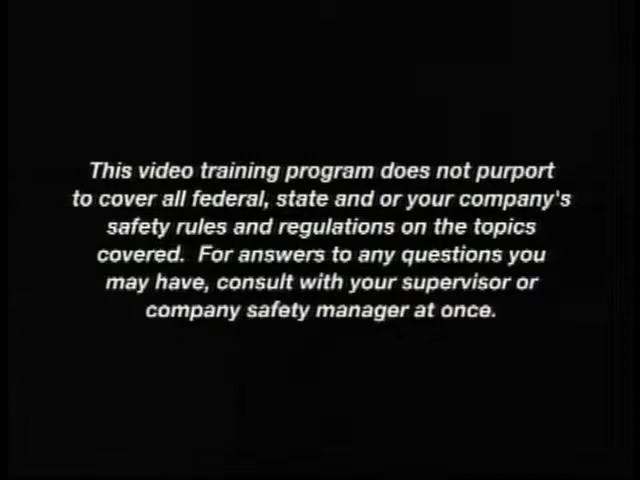 This video training program does not purport
to cover all federal, state and or your company's
safety rules and regulations on the topics
covered.  For answers to any questions you
may have, consult with your supervisor or
company safety manager at once.